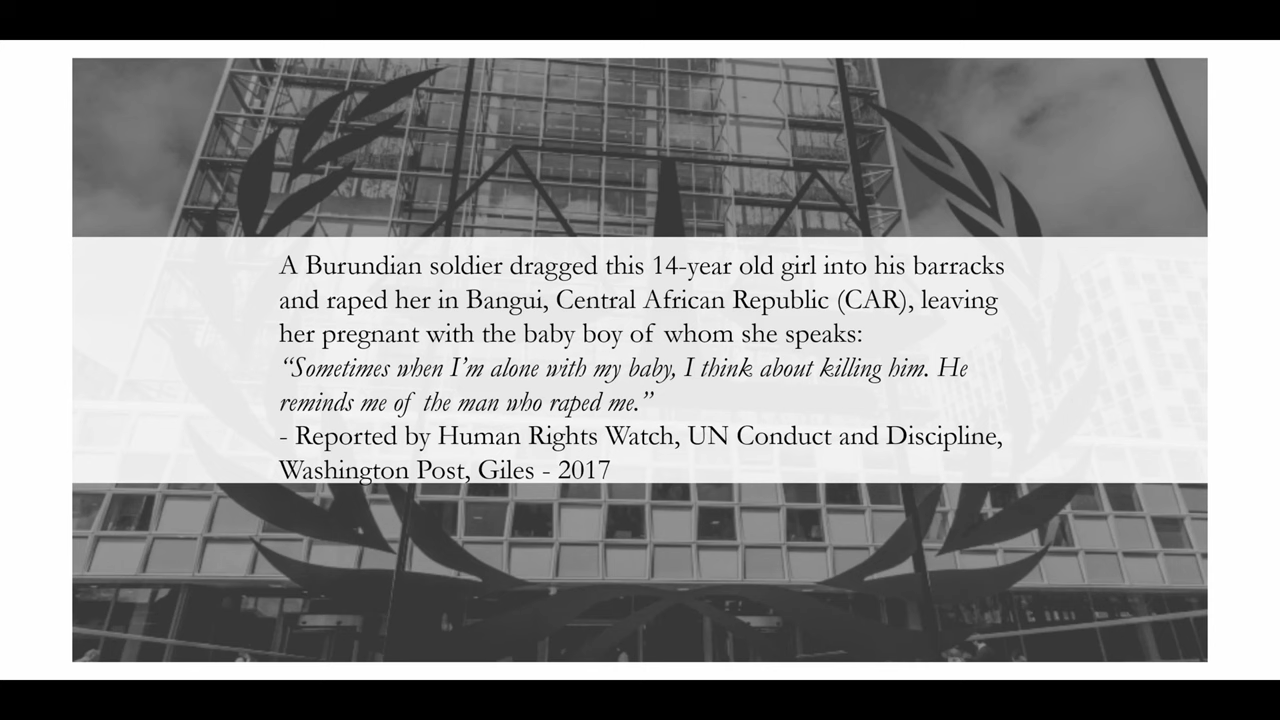 A Burundian soldier dragged this 14-year old girl into his barracks
and raped her in Bangui, Central African Republic (CAR), leaving
her pregnant with the baby boy of whom she speaks:
“Sometimes when I’m alone with my baby, I think about killing him. He
reminds me of the man who raped me.”
- Reported by Human Rights Watch, UN Conduct and Discipline,
Washington Post, Giles - 2017